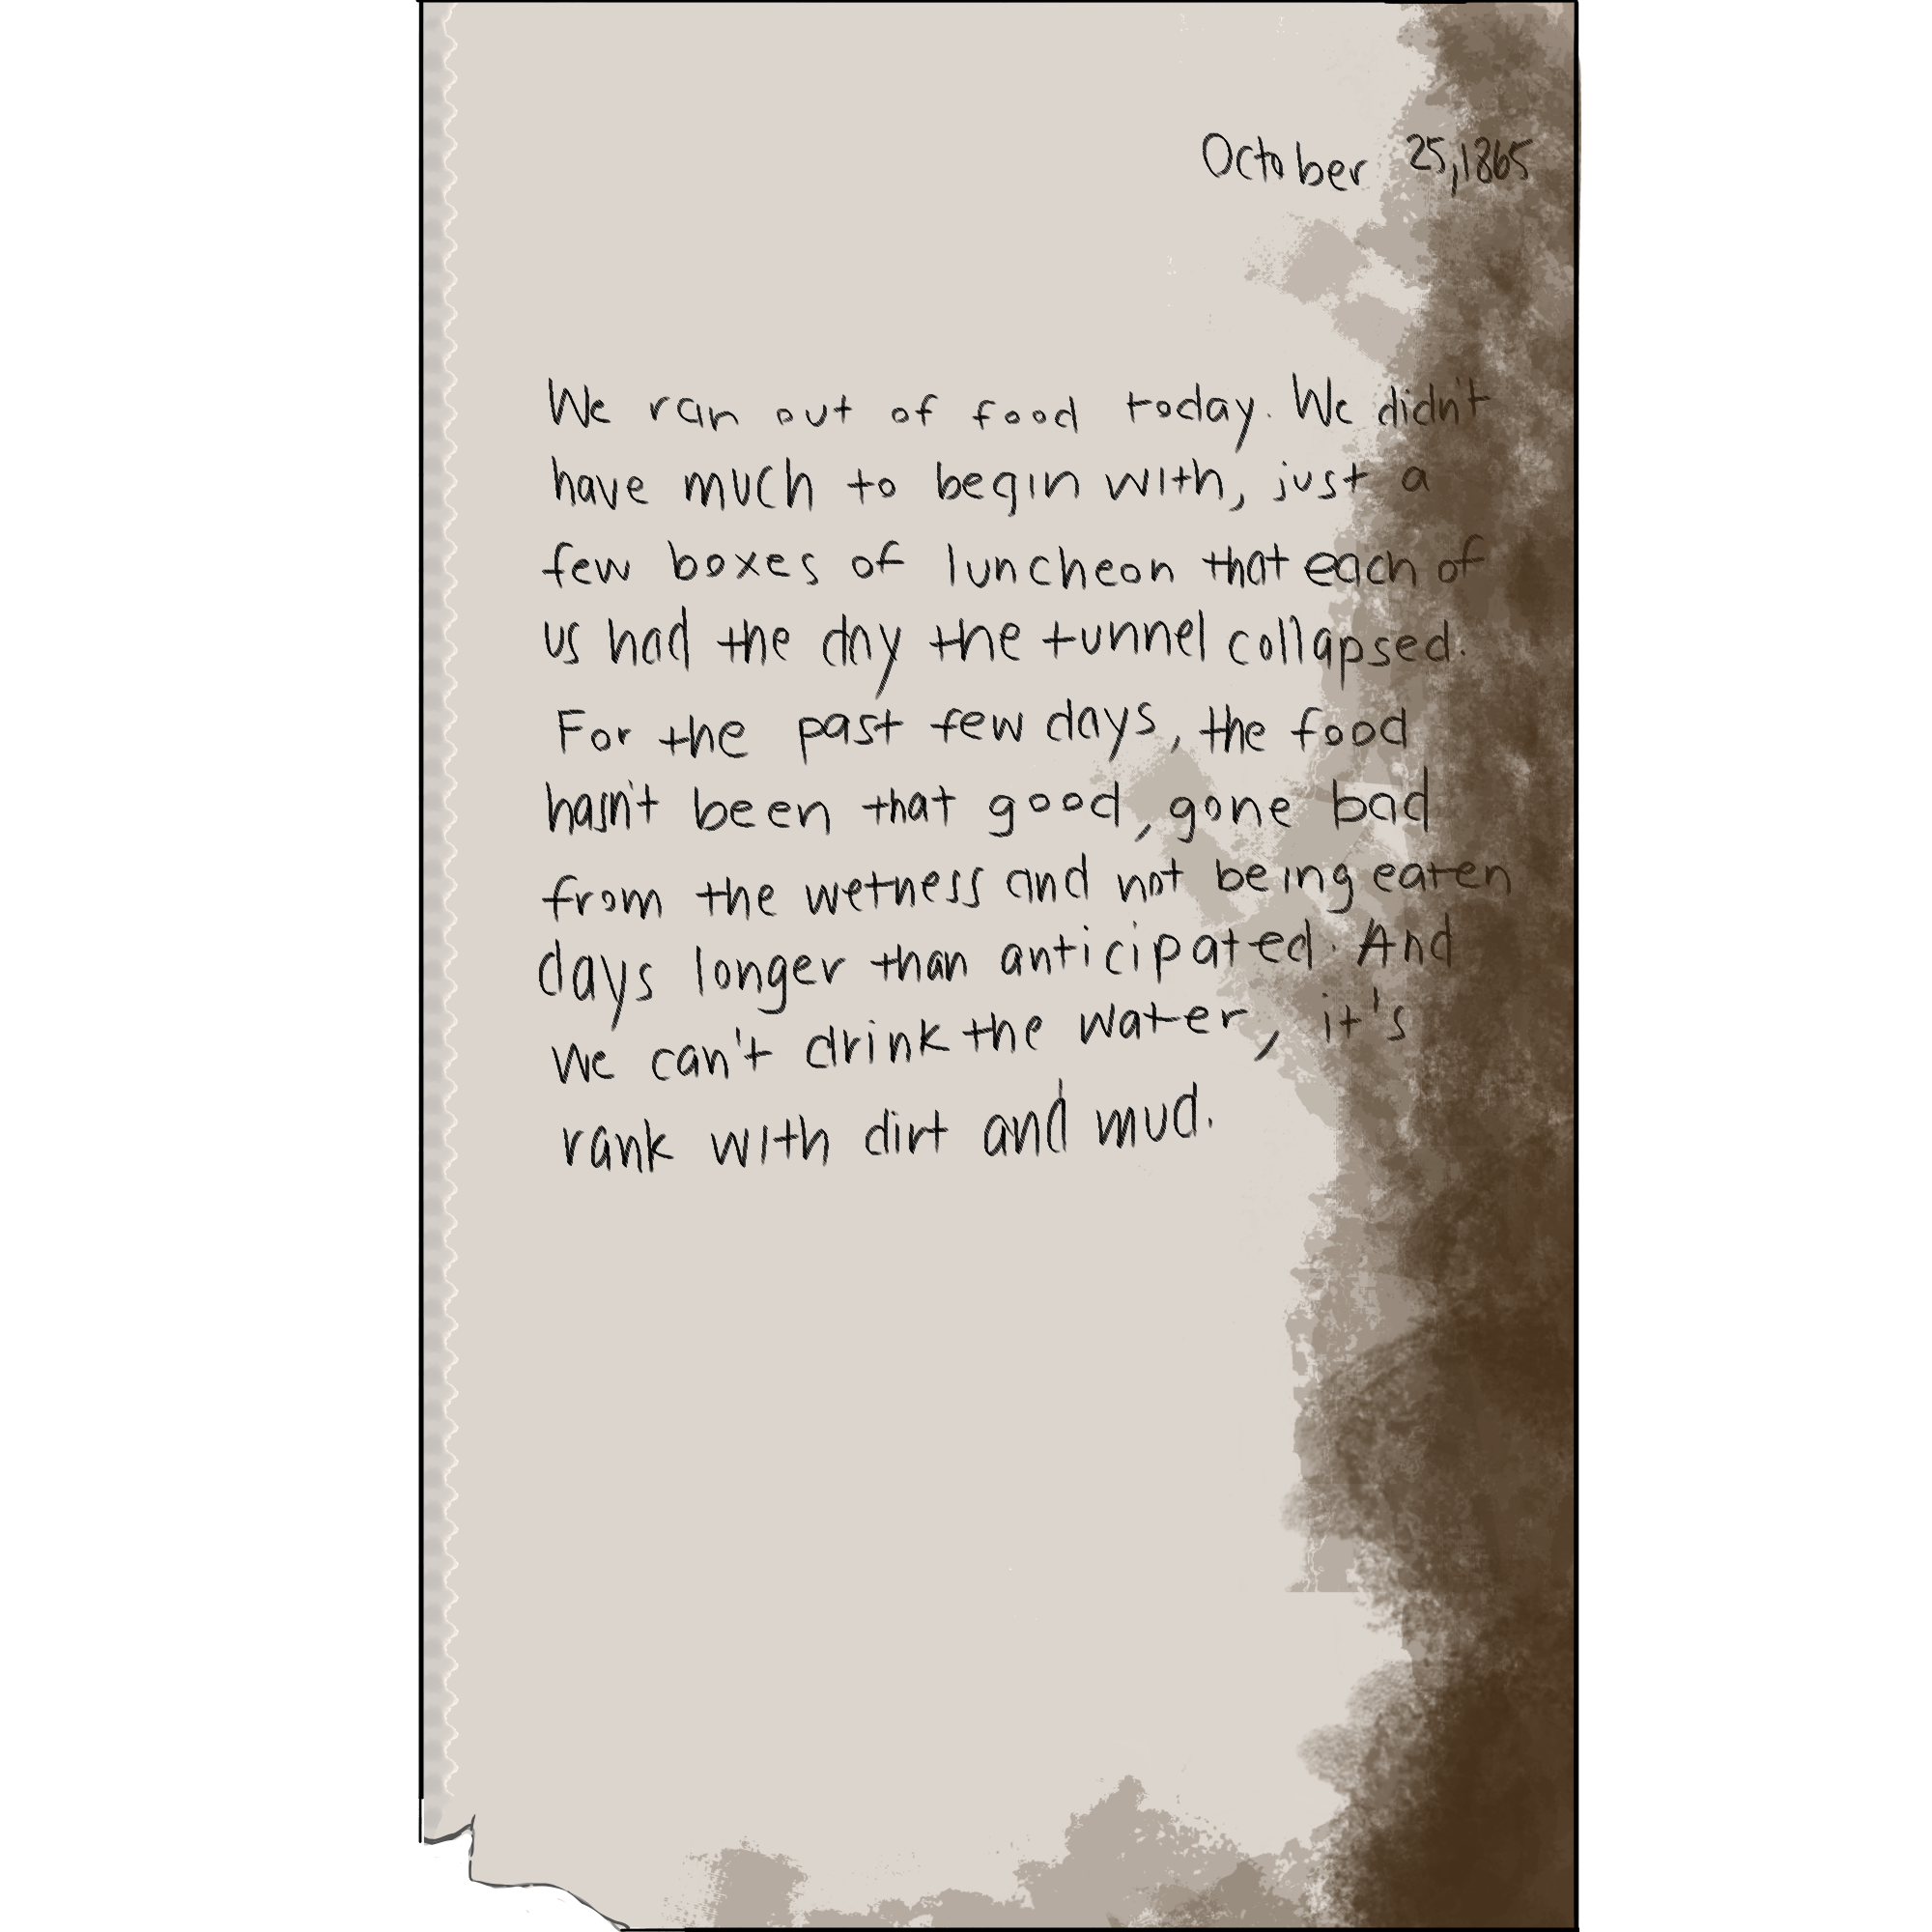 October 25, 1865
We ran out of food today. We didn't
have much to begin with, just a
few boxes of luncheon that each of
us had the day the tunnel collapsed.
For the past few days, the food
hasn't been that good, gone bad
from the wetness and not being eaten
days longer than anticipated. And
we can't drink the water, it's
rank with dirt and mud.